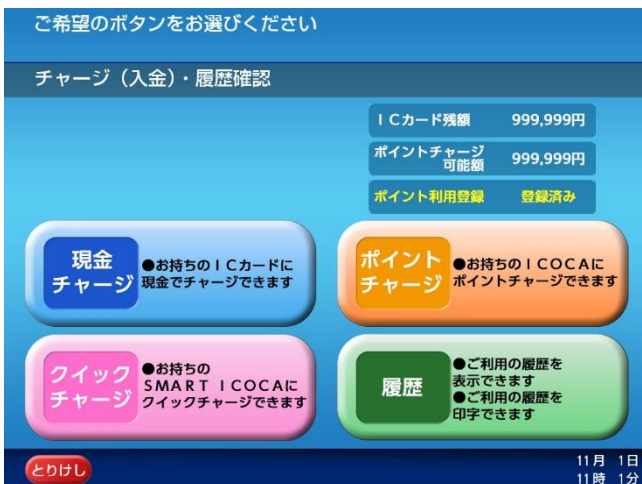 ご希望のボタンをお選びください
チャージ（入金）・履歴確認
ＩＣカード残額 999,999円
ポイントチャージ
可能額 999,999円
ポイント利用登録 登録済み
現金
チャージ
●お持ちのＩＣカードに
現金でチャージできます
ポイント
チャージ
●お持ちのＩＣＯＣＡに
ポイントチャージできます
クイック
チャージ
●お持ちの
ＳＭＡＲＴ ＩＣＯＣＡに
クイックチャージできます
履歴
●ご利用の履歴を
表示できます
●ご利用の履歴を
印字できます
とりけし
11月 1日
11時 1分